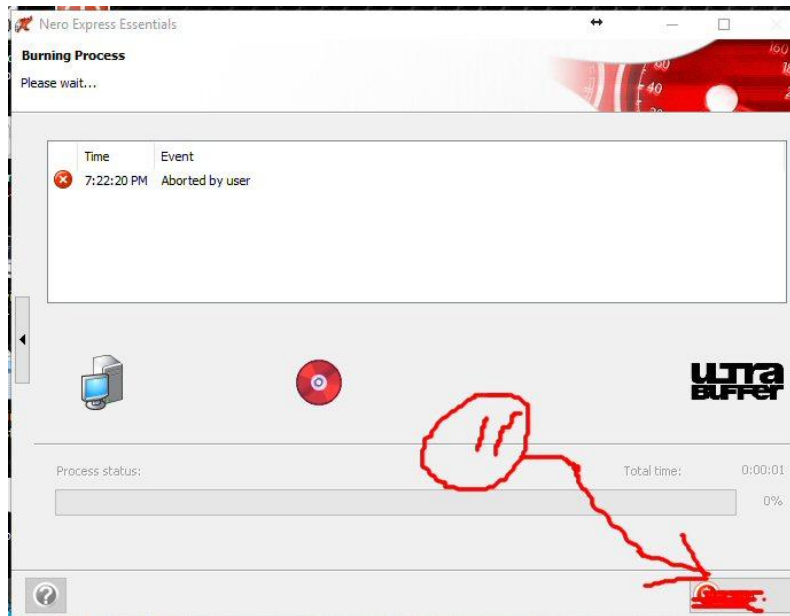 Nero Express Essentials
Burning Process
Please wait...
Time Event
7:22:20 PM Aborted by user
ULTRA
BUFFER
11
Process status:
Total time: 0:00:01
0%